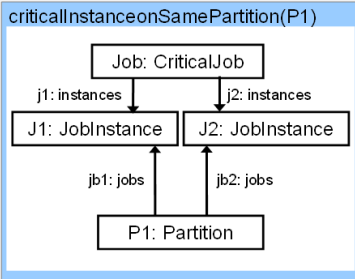 criticalInstanceonSamePartition(P1)
Job: CriticalJob
j1: instances
j2: instances
J1: JobInstance
J2: JobInstance
jb1: jobs
jb2: jobs
P1: Partition